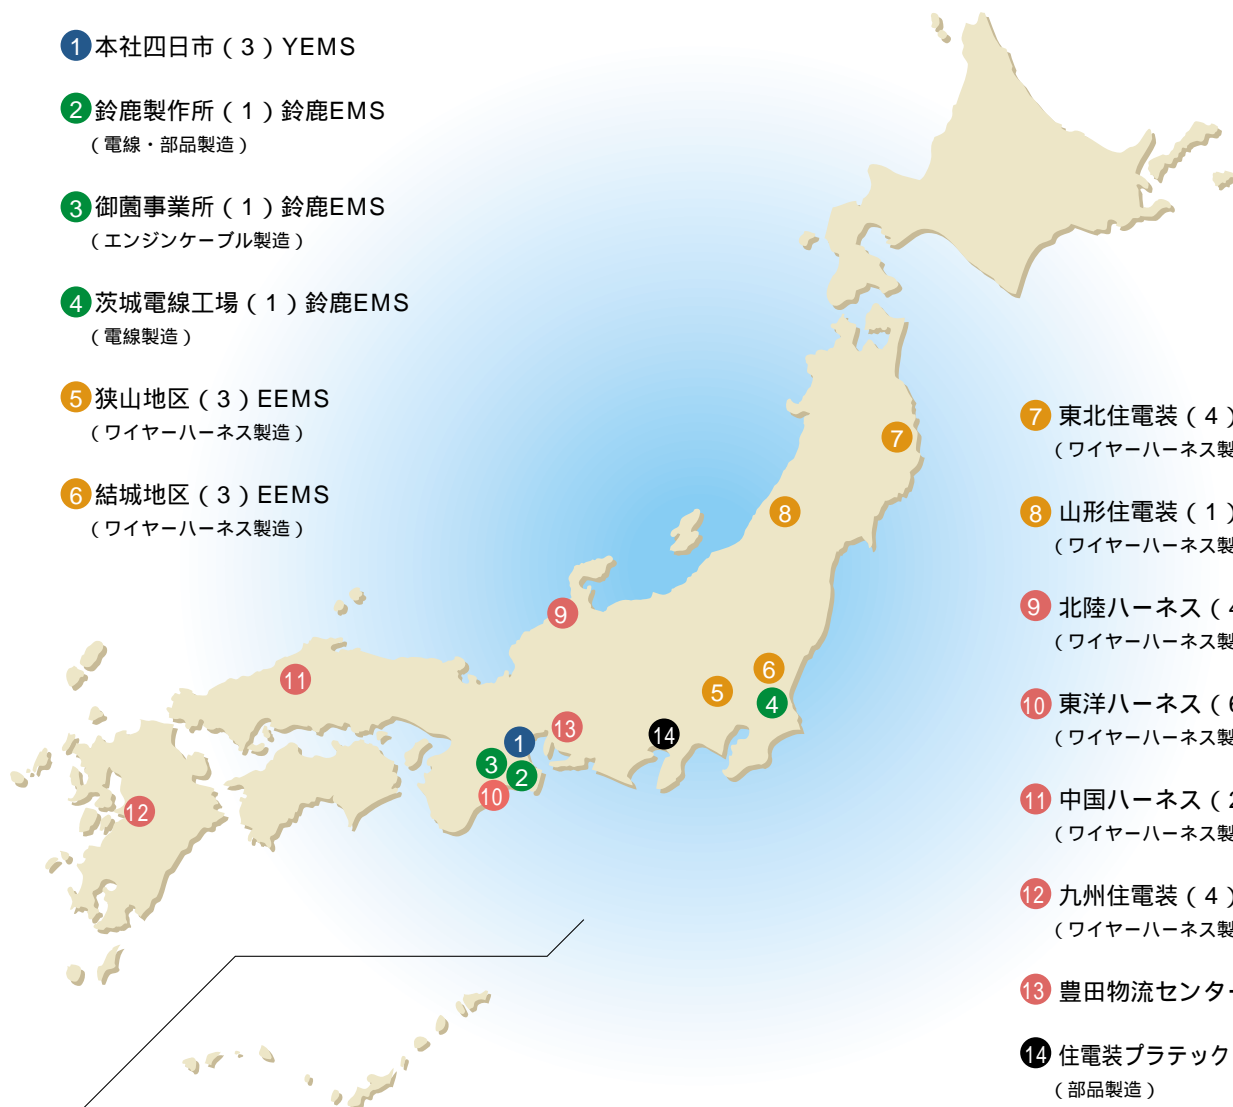 1 本社四日市（3）YEMS
2 鈴鹿製作所（1）鈴鹿EMS
（電線・部品製造）
3 御薗事業所（1）鈴鹿EMS
（エンジンケーブル製造）
4 茨城電線工場（1）鈴鹿EMS
（電線製造）
5 狭山地区（3）EEMS
（ワイヤーハーネス製造）
6 結城地区（3）EEMS
（ワイヤーハーネス製造）
7 東北住電装（4）
（ワイヤーハーネス製
8 山形住電装（1）
（ワイヤーハーネス製
9 北陸ハーネス（4
（ワイヤーハーネス製
10 東洋ハーネス（6
（ワイヤーハーネス製
11 中国ハーネス（2
（ワイヤーハーネス製
12 九州住電装（4）
（ワイヤーハーネス製
13 豊田物流センター
14 住電装プラテック
（部品製造）
7
8
9
11
6
5
4
13
14
1
3
2
10
12